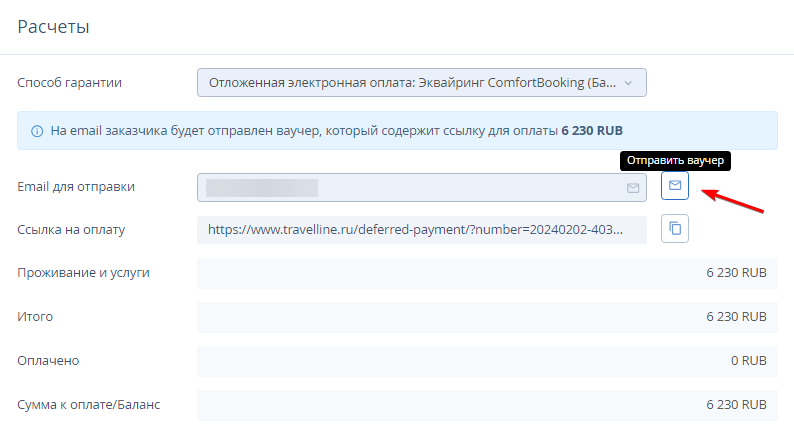 Расчеты
Способ гарантии
Отложенная электронная оплата: Эквайринг ComfortBooking (Ба...
На email заказчика будет отправлен ваучер, который содержит ссылку для оплаты 6 230 RUB
Отправить ваучер
Email для отправки
Ссылка на оплату
https://www.travelline.ru/deferred-payment/?number=20240202-403...
Проживание и услуги
6 230 RUB
Итого
6 230 RUB
Оплачено
0 RUB
Сумма к оплате/Баланс
6 230 RUB